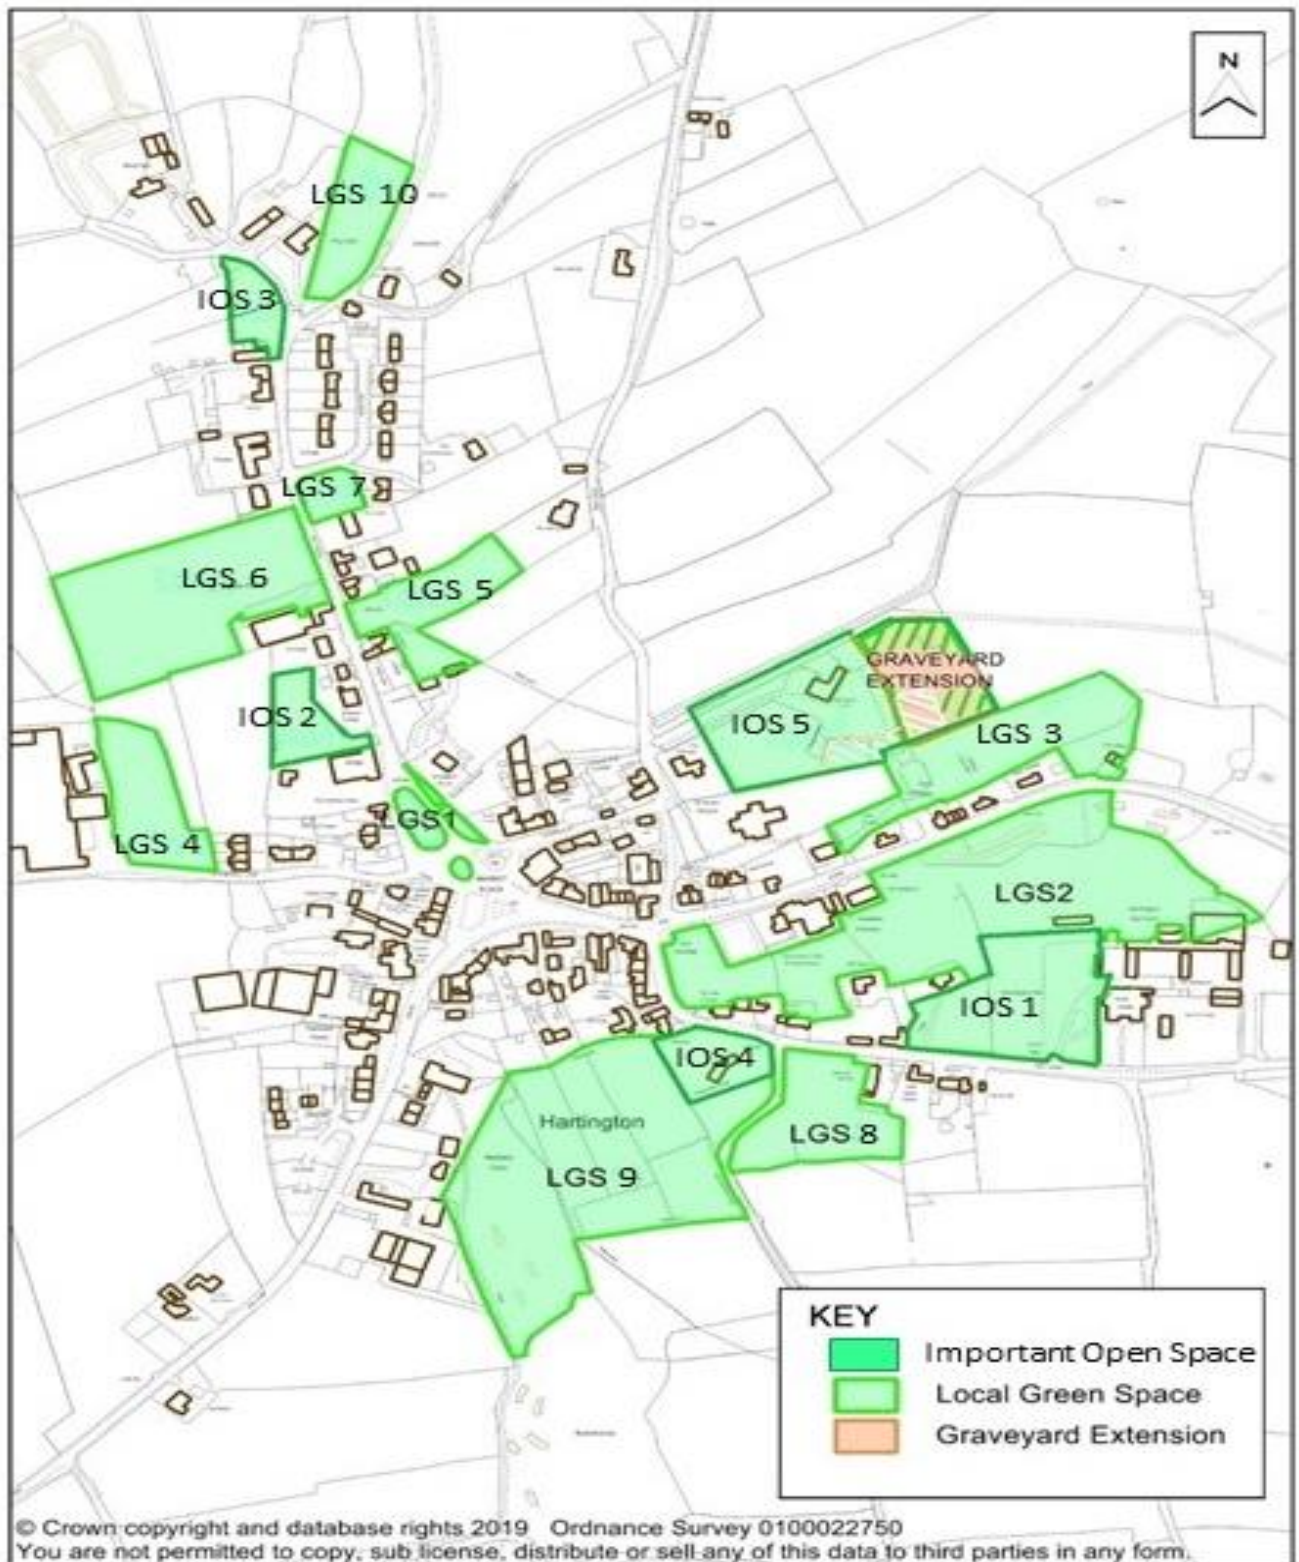 N
LGS 10
IOS 3
LGS 7
LGS 6
LGS 5
GRAVEYARD
EXTENSION
IOS 2
IOS 5
LGS 3
LGS1
LGS 4
LGS2
IOS 1
IOS 4
Hartington
LGS 8
LGS 9
KEY
Important Open Space
Local Green Space
Graveyard Extension
© Crown copyright and database rights 2019 Ordnance Survey 0100022750
You are not permitted to copy, sub license, distribute or sell any of this data to third parties in any form.